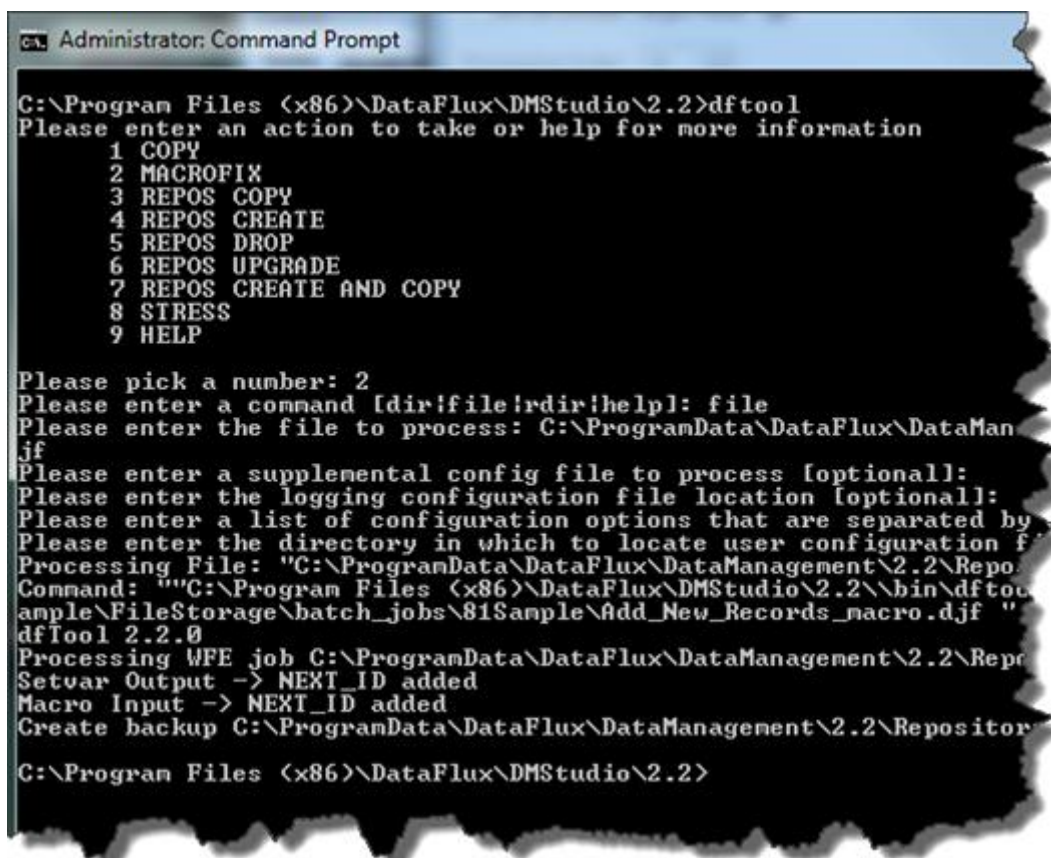 Administrator: Command Prompt
C:\Program Files (x86)\DataFlux\DMStudio\2.2>dftool
Please enter an action to take or help for more information
1 COPY
2 MACROFIX
3 REPOS COPY
4 REPOS CREATE
5 REPOS DROP
6 REPOS UPGRADE
7 REPOS CREATE AND COPY
8 STRESS
9 HELP
Please pick a number: 2
Please enter a command [dir|file|rdir|help]: file
Please enter the file to process: C:\ProgramData\DataFlux\DataMan
jf
Please enter a supplemental config file to process [optional]:
Please enter the logging configuration file location [optional]:
Please enter a list of configuration options that are separated by
Please enter the directory in which to locate user configuration f
Processing File: "C:\ProgramData\DataFlux\DataManagement\2.2\Repo
Command: ""C:\Program Files (x86)\DataFlux\DMStudio\2.2\\bin\dftoo
ample\FileStorage\batch_jobs\81Sample\Add_New_Records_macro.djf "
dfTool 2.2.0
Processing WFE job C:\ProgramData\DataFlux\DataManagement\2.2\Repo
Setvar Output -> NEXT_ID added
Macro Input -> NEXT_ID added
Create backup C:\ProgramData\DataFlux\DataManagement\2.2\Repositor
C:\Program Files (x86)\DataFlux\DMStudio\2.2>